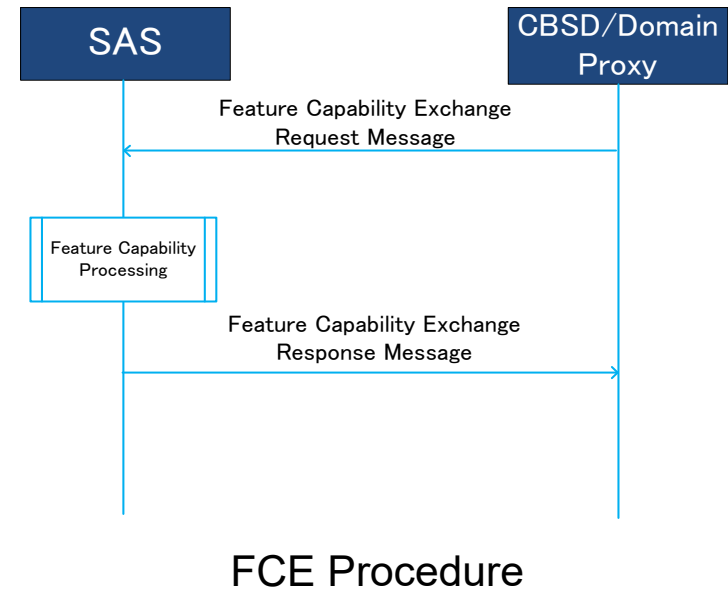 SAS
CBSD/Domain
Proxy
Feature Capability Exchange
Request Message
Feature Capability
Processing
Feature Capability Exchange
Response Message
FCE Procedure